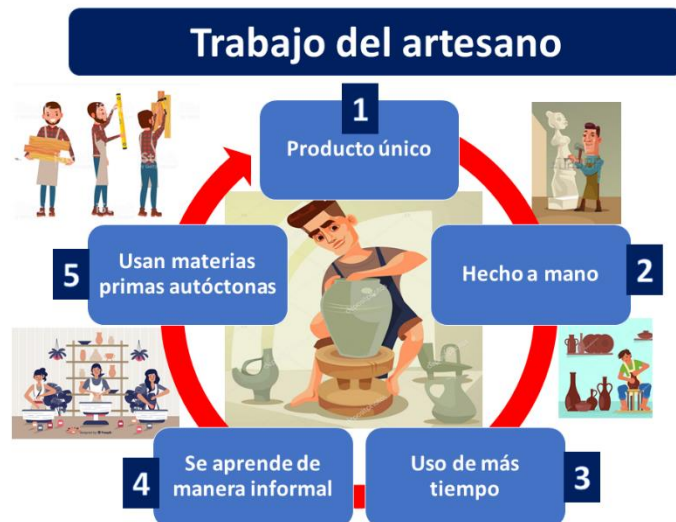 Trabajo del artesano
1
Producto único
2
Hecho a mano
3
Uso de más
tiempo
4
Se aprende de
manera informal
5
Usan materias
primas autóctonas